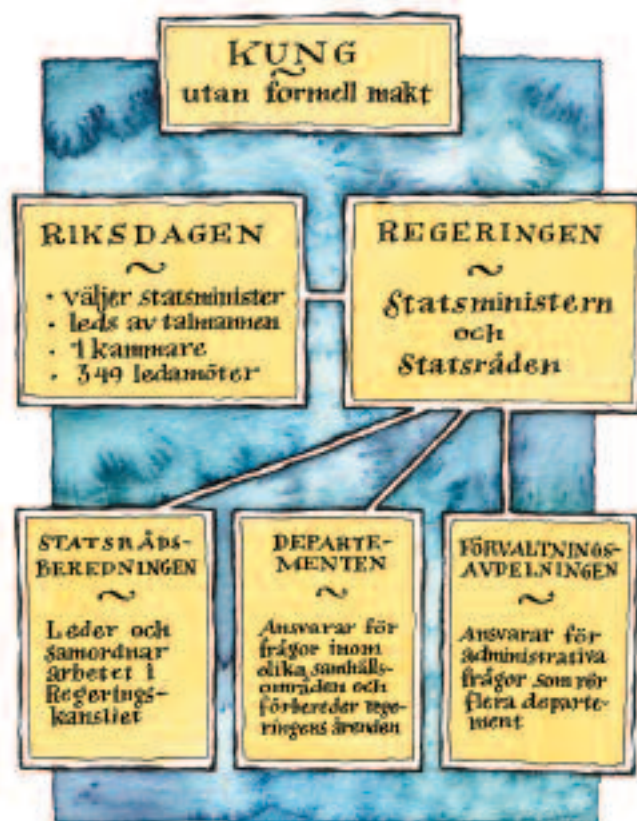 KUNG
utan formell makt
RIKSDAGEN
• väljer statsminister
• leds av talmannen
• 1 kammare
• 349 ledamöter
REGERINGEN
Statsministern
och
Statsråden
STATSRÅDS-
BEREDNINGEN
Leder och
samordnar
arbetet i
Regerings-
kansliet
DEPARTE-
MENTEN
Ansvarar för
frågor inom
olika samhälls-
områden och
förbereder rege-
ringens ärenden
FÖRVALTNINGS-
AVDELNINGEN
Ansvarar för
administrativa
frågor som rör
flera departe-
ment